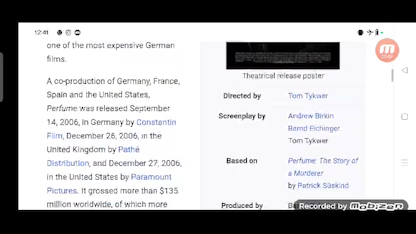 12:41
one of the most expensive German
films.
A co-production of Germany, France,
Spain and the United States,
Perfume was released September
14, 2006, in Germany by Constantin
Film, December 26, 2006, in the
United Kingdom by Pathé
Distribution, and December 27, 2006,
in the United States by Paramount
Pictures. It grossed more than $135
million worldwide, of which more
Theatrical release poster
Directed by Tom Tykwer
Screenplay by Andrew Birkin
Bernd Eichinger
Tom Tykwer
Based on Perfume: The Story of
a Murderer
by Patrick Süskind
Produced by
Recorded by Mobizen